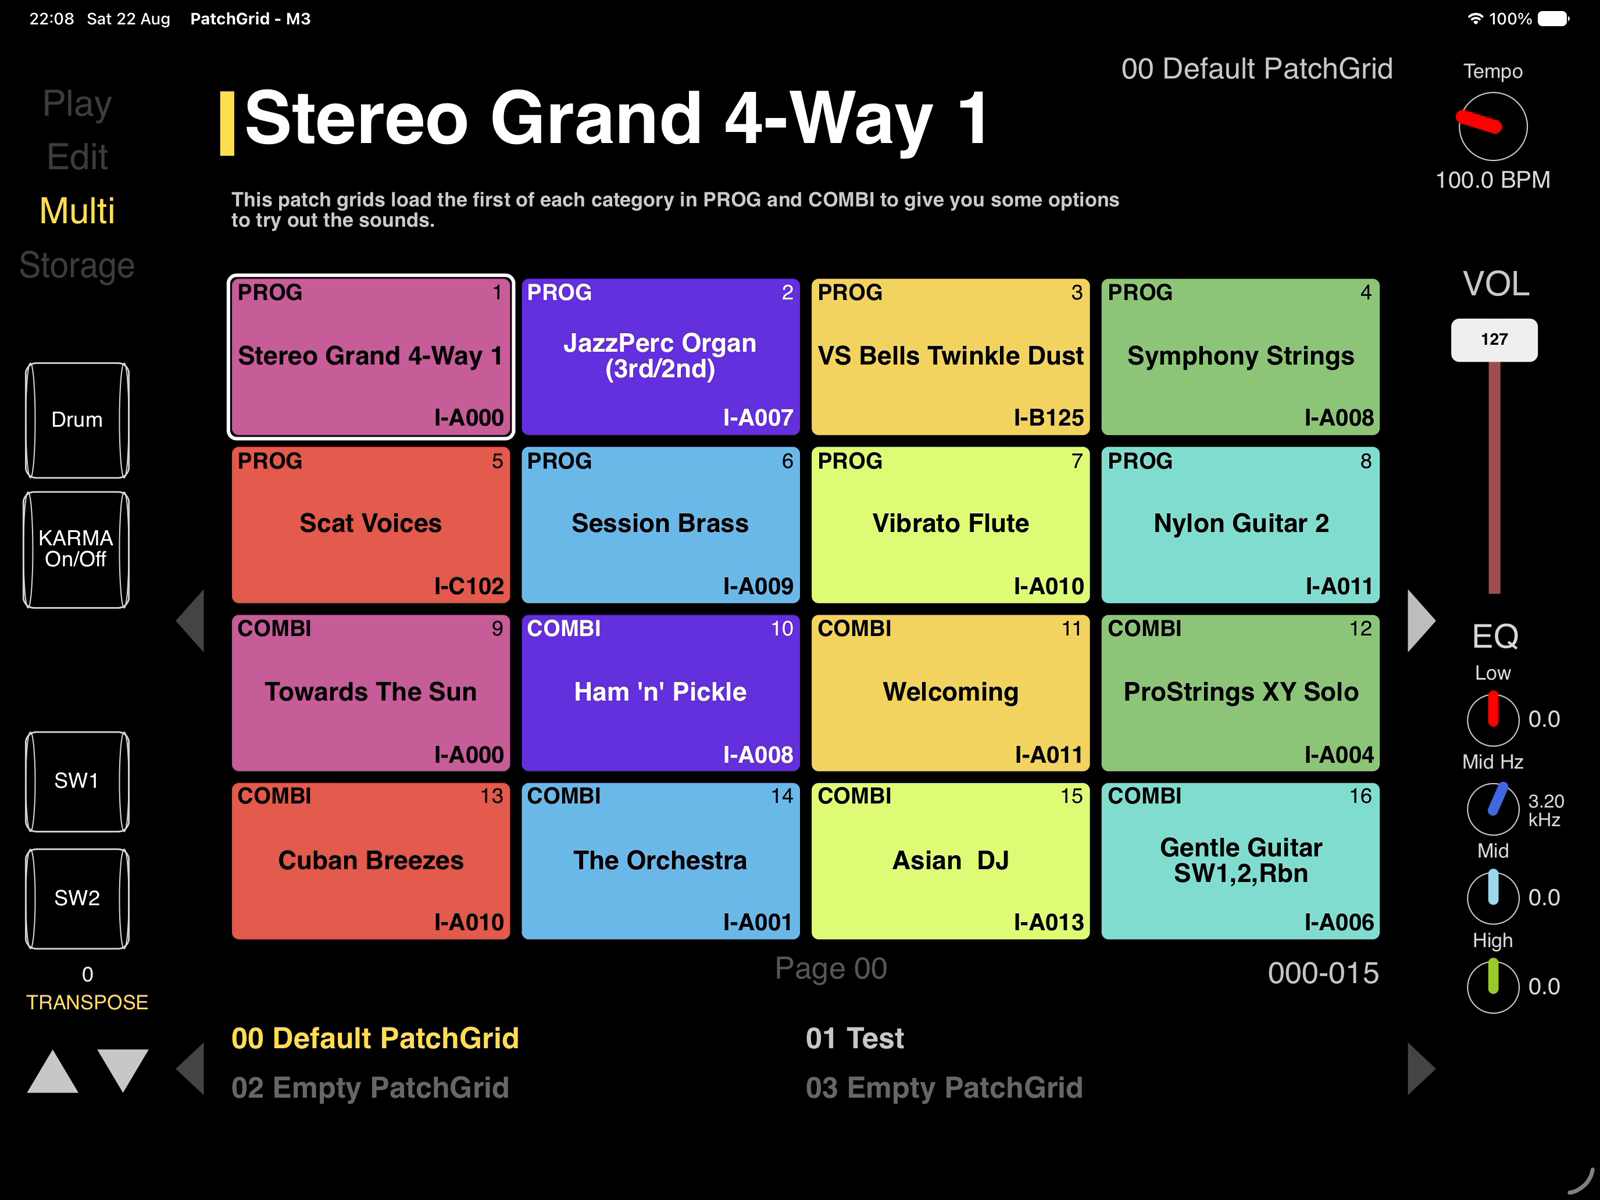 22:08 Sat 22 Aug PatchGrid - M3 100%
00 Default PatchGrid
Tempo
100.0 BPM
Play
Edit
Multi
Storage
Stereo Grand 4-Way 1
This patch grids load the first of each category in PROG and COMBI to give you some options
to try out the sounds.
PROG 1
Stereo Grand 4-Way 1
I-A000
PROG 2
JazzPerc Organ
(3rd/2nd)
I-A007
PROG 3
VS Bells Twinkle Dust
I-B125
PROG 4
Symphony Strings
I-A008
PROG 5
Scat Voices
I-C102
PROG 6
Session Brass
I-A009
PROG 7
Vibrato Flute
I-A010
PROG 8
Nylon Guitar 2
I-A011
COMBI 9
Towards The Sun
I-A000
COMBI 10
Ham 'n' Pickle
I-A008
COMBI 11
Welcoming
I-A011
COMBI 12
ProStrings XY Solo
I-A004
COMBI 13
Cuban Breezes
I-A010
COMBI 14
The Orchestra
I-A001
COMBI 15
Asian  DJ
I-A013
COMBI 16
Gentle Guitar
SW1,2,Rbn
I-A006
Drum
KARMA
On/Off
SW1
SW2
0
TRANSPOSE
VOL
127
EQ
Low
0.0
Mid Hz
3.20
kHz
Mid
0.0
High
0.0
Page 00
000-015
00 Default PatchGrid
01 Test
02 Empty PatchGrid
03 Empty PatchGrid